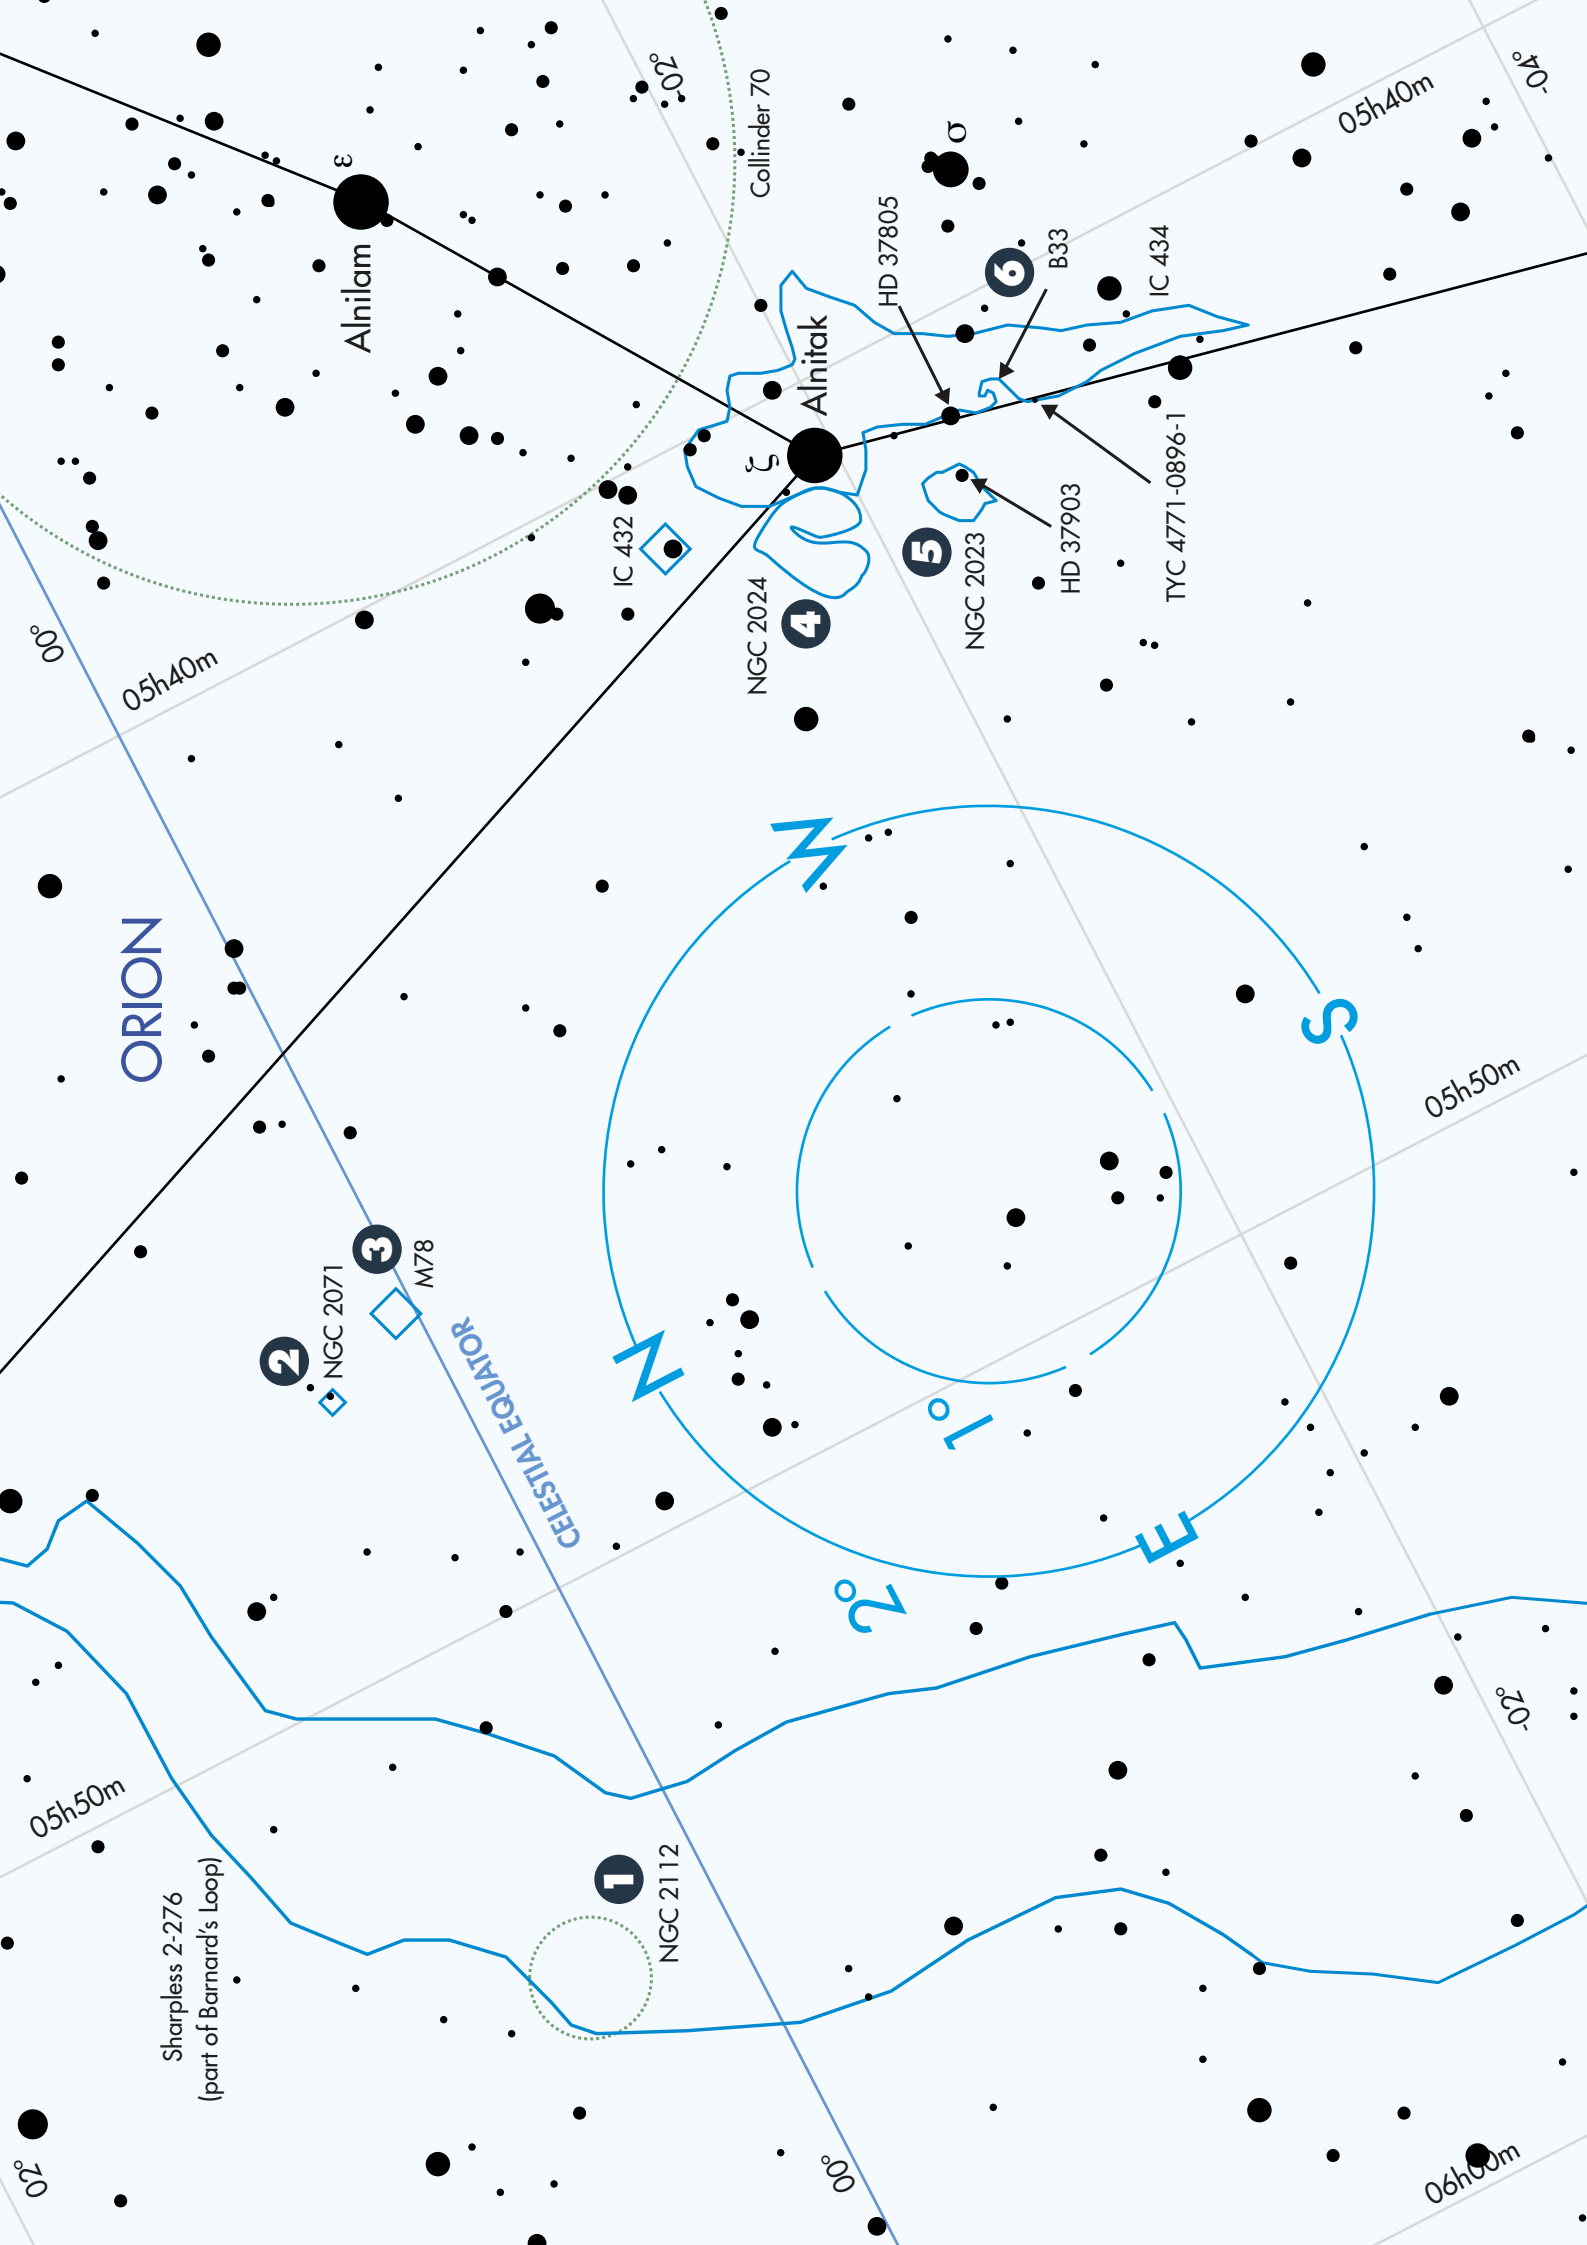 02°
05h50m
00°
ORION
05h40m
Sharpless 2-276
(part of Barnard's Loop)
2
NGC 2071
ε
Alnilam
3
M78
CELESTIAL EQUATOR
1
NGC 2112
IC 432
N
-02°
NGC 2024
4
Collinder 70
ζ
Alnitak
W
00°
2°
HD 37805
5
NGC 2023
σ
1°
6
B33
HD 37903
IC 434
E
TYC 4771-0896-1
S
05h40m
06h00m
05h50m
-02°
-04°